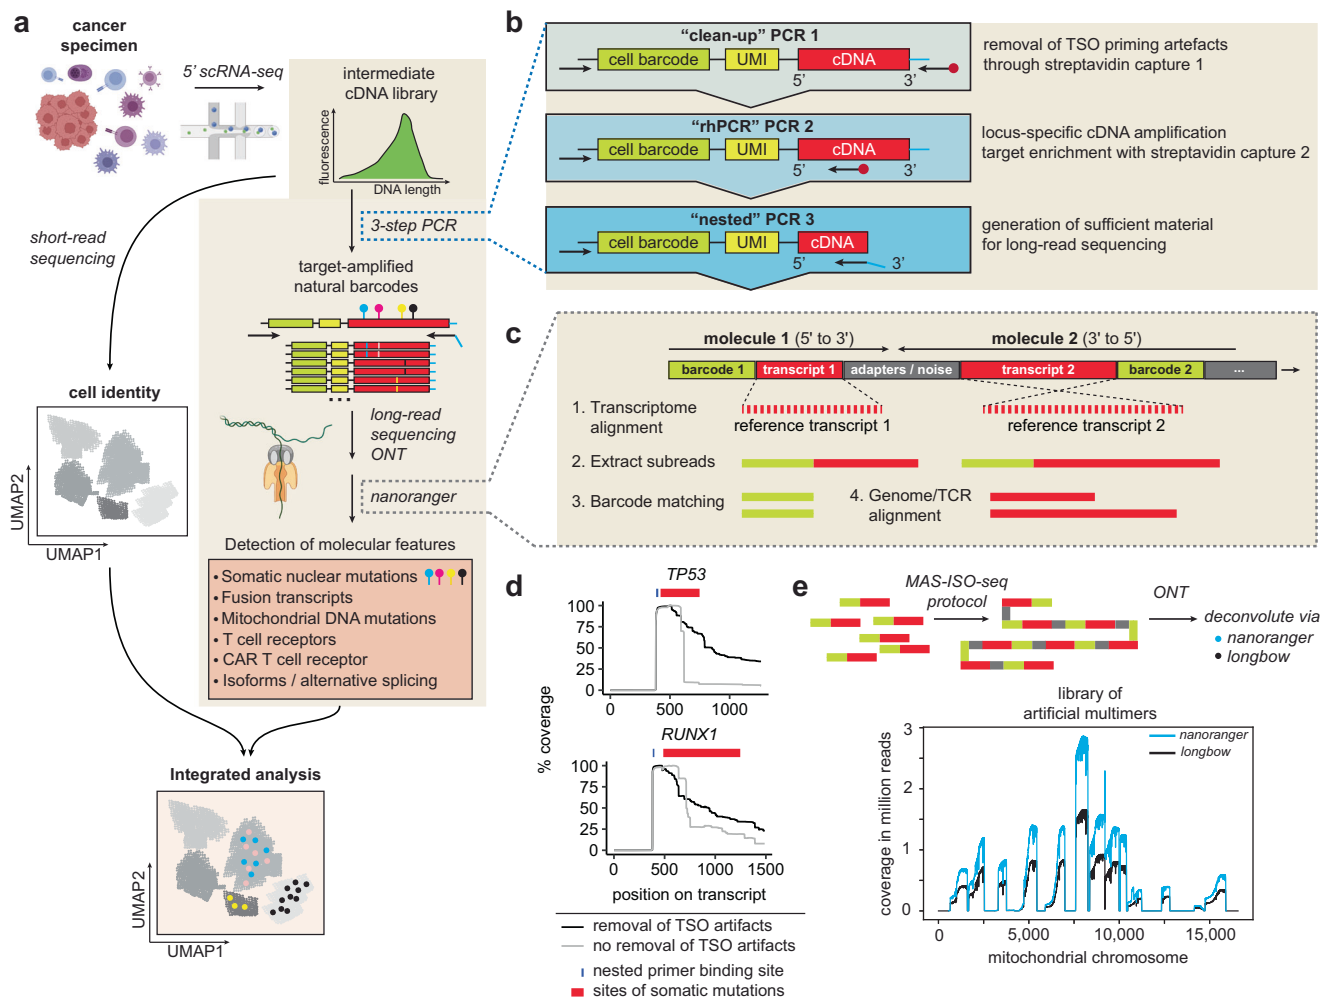 a
cancer
specimen
5' scRNA-seq
intermediate
cDNA library
fluorescence
DNA length
short-read
sequencing
3-step PCR
target-amplified
natural barcodes
...
long-read
sequencing
ONT
nanoranger
cell identity
UMAP2
UMAP1
Detection of molecular features
• Somatic nuclear mutations
• Fusion transcripts
• Mitochondrial DNA mutations
• T cell receptors
• CAR T cell receptor
• Isoforms / alternative splicing
Integrated analysis
UMAP2
UMAP1
b
“clean-up” PCR 1
cell barcode UMI cDNA
5' 3'
removal of TSO priming artefacts
through streptavidin capture 1
“rhPCR” PCR 2
cell barcode UMI cDNA
5' 3'
locus-specific cDNA amplification
target enrichment with streptavidin capture 2
“nested” PCR 3
cell barcode UMI cDNA
5' 3'
generation of sufficient material
for long-read sequencing
c
molecule 1 (5' to 3') molecule 2 (3' to 5')
barcode 1 transcript 1 adapters / noise transcript 2 barcode 2 ...
1. Transcriptome
alignment
reference transcript 1 reference transcript 2
2. Extract subreads
3. Barcode matching
4. Genome/TCR
alignment
d
TP53
100
75
50
25
0
0 500 1000
RUNX1
100
75
50
25
0
0 500 1000 1500
% coverage
position on transcript
removal of TSO artifacts
no removal of TSO artifacts
nested primer binding site
sites of somatic mutations
e
MAS-ISO-seq
protocol
ONT
deconvolute via
nanoranger
longbow
library of
artificial multimers
nanoranger
longbow
coverage in million reads
3
2
1
0
0 5,000 10,000 15,000
mitochondrial chromosome